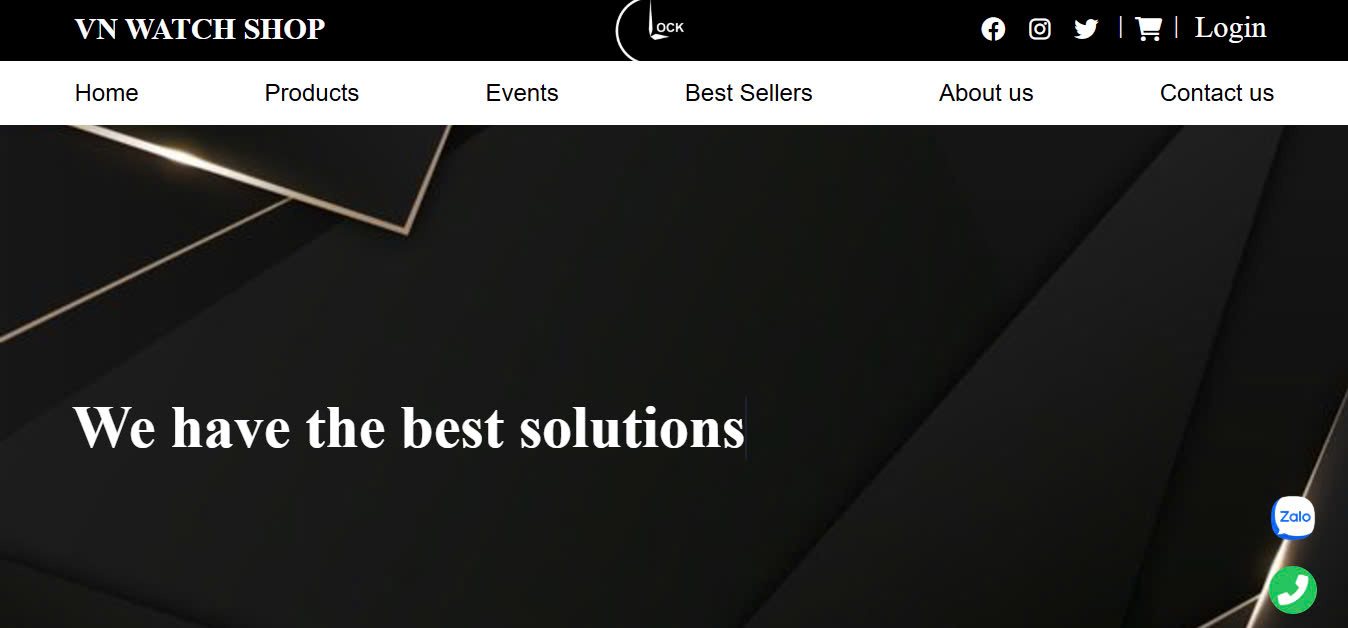 VN WATCH SHOP
LOCK
| | Login
Home Products Events Best Sellers About us Contact us
We have the best solutions
Zalo